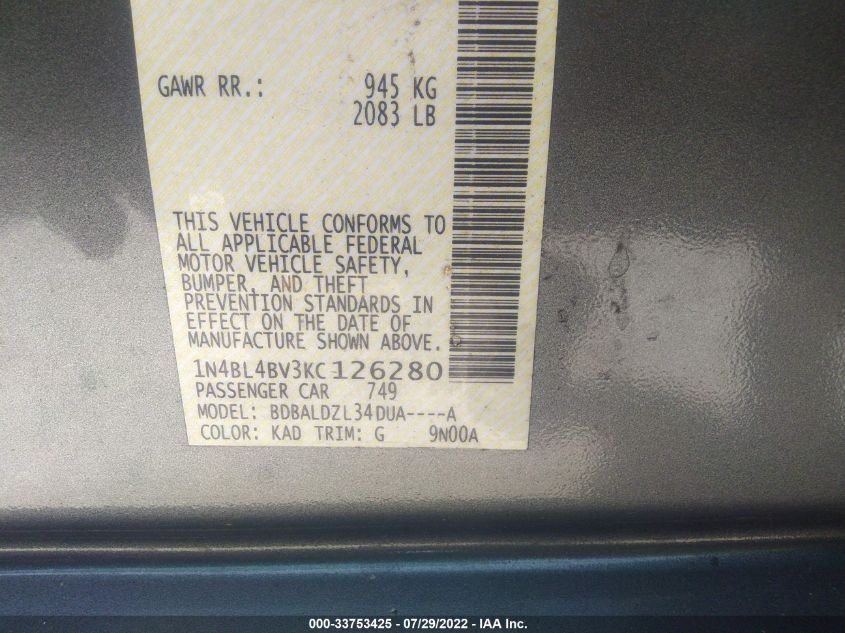 GAWR RR.: 945 KG
2083 LB
THIS VEHICLE CONFORMS TO
ALL APPLICABLE FEDERAL
MOTOR VEHICLE SAFETY,
BUMPER, AND THEFT
PREVENTION STANDARDS IN
EFFECT ON THE DATE OF
MANUFACTURE SHOWN ABOVE.
1N4BL4BV3KC126280
PASSENGER CAR 749
MODEL: BDBALDZL34DUA----A
COLOR: KAD TRIM: G 9N00A
000-33753425 - 07/29/2022 - IAA Inc.